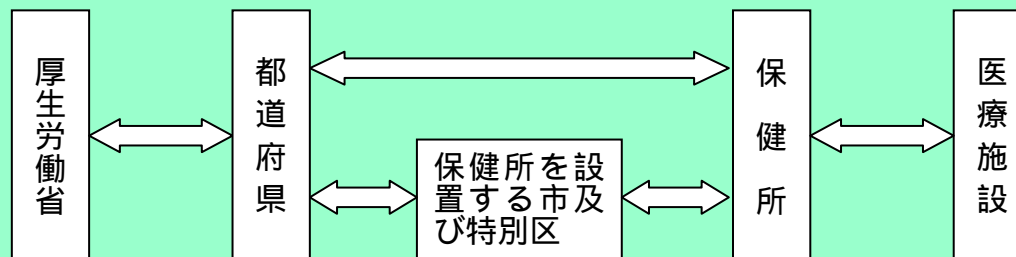 厚生労働省
都道府県
保健所を設
置する市及
び特別区
保健所
医療施設